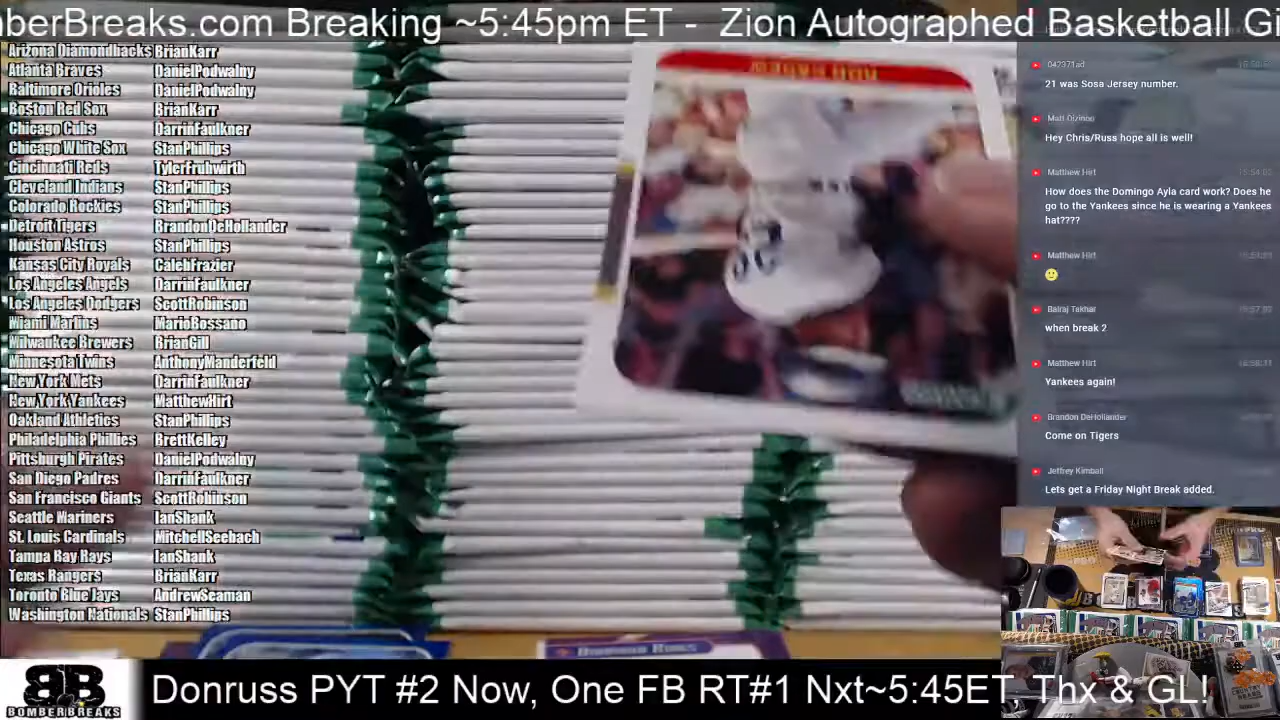 mberBreaks.com Breaking ~5:45pm ET -  Zion Autographed Basketball Gi
Arizona Diamondbacks BrianKarr
Atlanta Braves DanielPodwalny
Baltimore Orioles DanielPodwalny
Boston Red Sox BrianKarr
Chicago Cubs DarrinFaulkner
Chicago White Sox StanPhillips
Cincinnati Reds TylerFruhwirth
Cleveland Indians StanPhillips
Colorado Rockies StanPhillips
Detroit Tigers BrandonDeHollander
Houston Astros StanPhillips
Kansas City Royals CalebFrazier
Los Angeles Angels DarrinFaulkner
Los Angeles Dodgers ScottRobinson
Miami Marlins MarioBossano
Milwaukee Brewers BrianGill
Minnesota Twins AnthonyManderfeld
New York Mets DarrinFaulkner
New York Yankees MatthewHirt
Oakland Athletics StanPhillips
Philadelphia Phillies BrettKelley
Pittsburgh Pirates DanielPodwalny
San Diego Padres DarrinFaulkner
San Francisco Giants ScottRobinson
Seattle Mariners IanShank
St. Louis Cardinals MitchellSeebach
Tampa Bay Rays IanShank
Texas Rangers BrianKarr
Toronto Blue Jays AndrewSeaman
Washington Nationals StanPhillips
ROB CAREW
DIAMOND KINGS
042371ad
21 was Sosa Jersey number.
Matt Dizinno
Hey Chris/Russ hope all is well!
Matthew Hirt
How does the Domingo Ayla card work? Does he
go to the Yankees since he is wearing a Yankees
hat????
Matthew Hirt
Balraj Takhar
when break 2
Matthew Hirt
Yankees again!
Brandon DeHollander
Come on Tigers
Jeffrey Kimball
Lets get a Friday Night Break added.
BB
BOMBERBREAKS
Donruss PYT #2 Now, One FB RT#1 Nxt~5:45ET  Thx & GL!